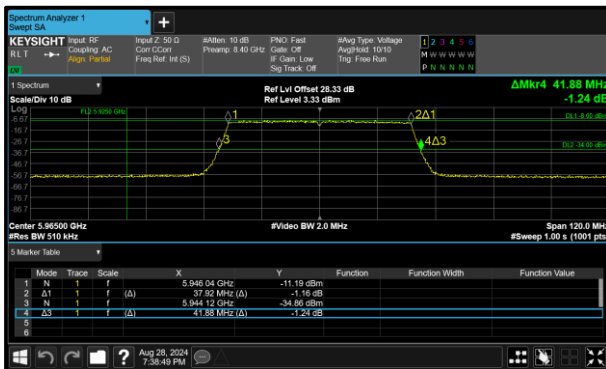 Spectrum Analyzer 1
Swept SA
KEYSIGHT Input: RF Input Z: 50 Ω #Atten: 10 dB PNO: Fast #Avg Type: Voltage 1 2 3 4 5 6
RLT Coupling: AC Corr CCorr Preamp: 8.40 GHz Gate: Off Avg|Hold: 10/10 M W W W W W
Align: Partial Freq Ref: Int (S) IF Gain: Low Trig: Free Run P N N N N N
Sig Track: Off
1 Spectrum Ref Lvl Offset 28.33 dB ΔMkr4 41.88 MHz
Scale/Div 10 dB Ref Level 3.33 dBm -1.24 dB
Log
FL2 5.9250 GHz
1 2Δ1
-6.67 DL1 -8.00 dBm
-16.7
-26.7 3 4Δ3 DL2 -34.00 dBm
-36.7
-46.7
-56.7
-66.7
-76.7
-86.7
Center 5.96500 GHz #Video BW 2.0 MHz Span 120.0 MHz
#Res BW 510 kHz #Sweep 1.00 s (1001 pts
5 Marker Table
Mode Trace Scale X Y Function Function Width Function Value
1 N 1 f 5.946 04 GHz -11.19 dBm
2 Δ1 1 f (Δ) 37.92 MHz (Δ) -1.16 dB
3 N 1 f 5.944 12 GHz -34.86 dBm
4 Δ3 1 f (Δ) 41.88 MHz (Δ) -1.24 dB
5
6
? Aug 28, 2024
7:38:49 PM